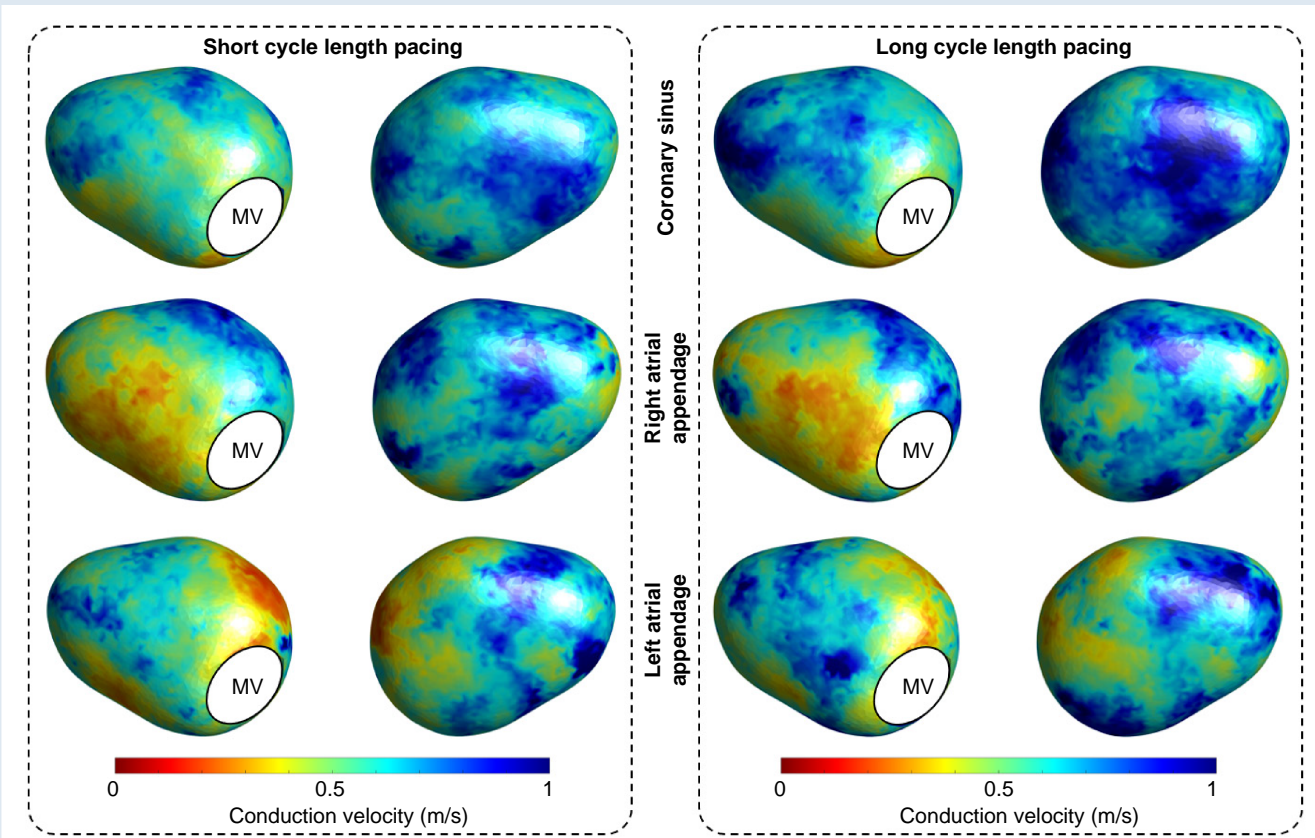 Short cycle length pacing
Long cycle length pacing
Coronary sinus
MV
MV
Right atrial
appendage
MV
MV
Left atrial
appendage
MV
MV
0
0.5
1
Conduction velocity (m/s)
0
0.5
1
Conduction velocity (m/s)